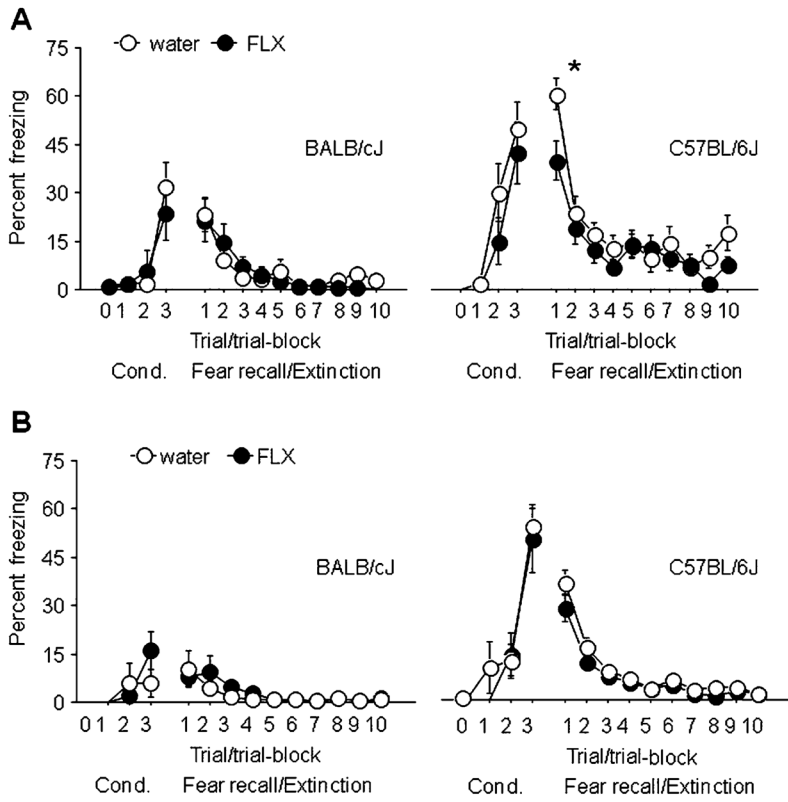 A
water FLX
75
60
45
30
15
0
Percent freezing
BALB/cJ
0 1 2 3 1 2 3 4 5 6 7 8 9 10
Trial/trial-block
Cond. Fear recall/Extinction
*
C57BL/6J
0 1 2 3 1 2 3 4 5 6 7 8 9 10
Trial/trial-block
Cond. Fear recall/Extinction
B
water FLX
75
60
45
30
15
0
Percent freezing
BALB/cJ
0 1 2 3 1 2 3 4 5 6 7 8 9 10
Trial/trial-block
Cond. Fear recall/Extinction
C57BL/6J
0 1 2 3 1 2 3 4 5 6 7 8 9 10
Trial/trial-block
Cond. Fear recall/Extinction